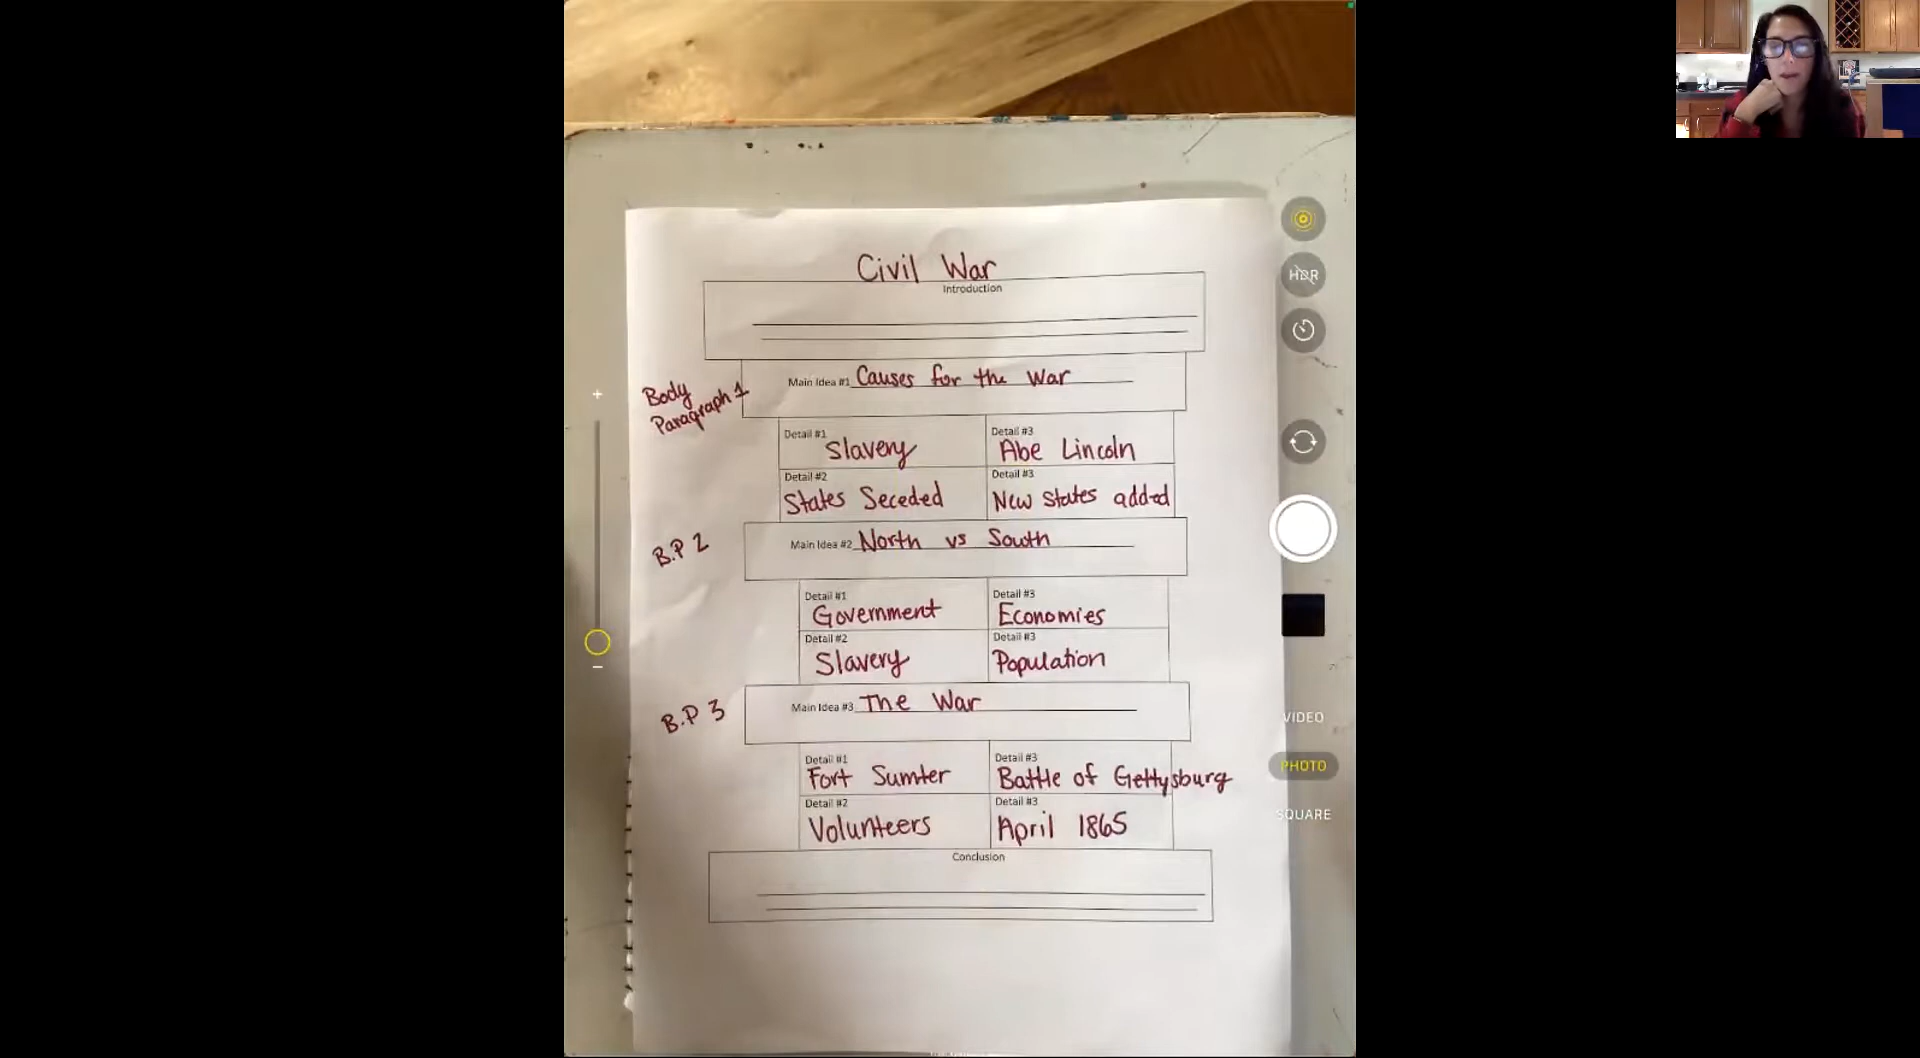 Civil War
Introduction
Body
Paragraph 1
Main Idea #1 Causes for the War
Detail #1
Slavery
Detail #3
Abe Lincoln
Detail #2
States Seceded
Detail #3
New States added
B.P 2
Main Idea #2 North vs South
Detail #1
Government
Detail #3
Economies
Detail #2
Slavery
Detail #3
Population
B.P 3
Main Idea #3 The War
Detail #1
Fort Sumter
Detail #3
Battle of Gettysburg
Detail #2
Volunteers
Detail #3
April 1865
Conclusion
HDR
VIDEO
PHOTO
SQUARE